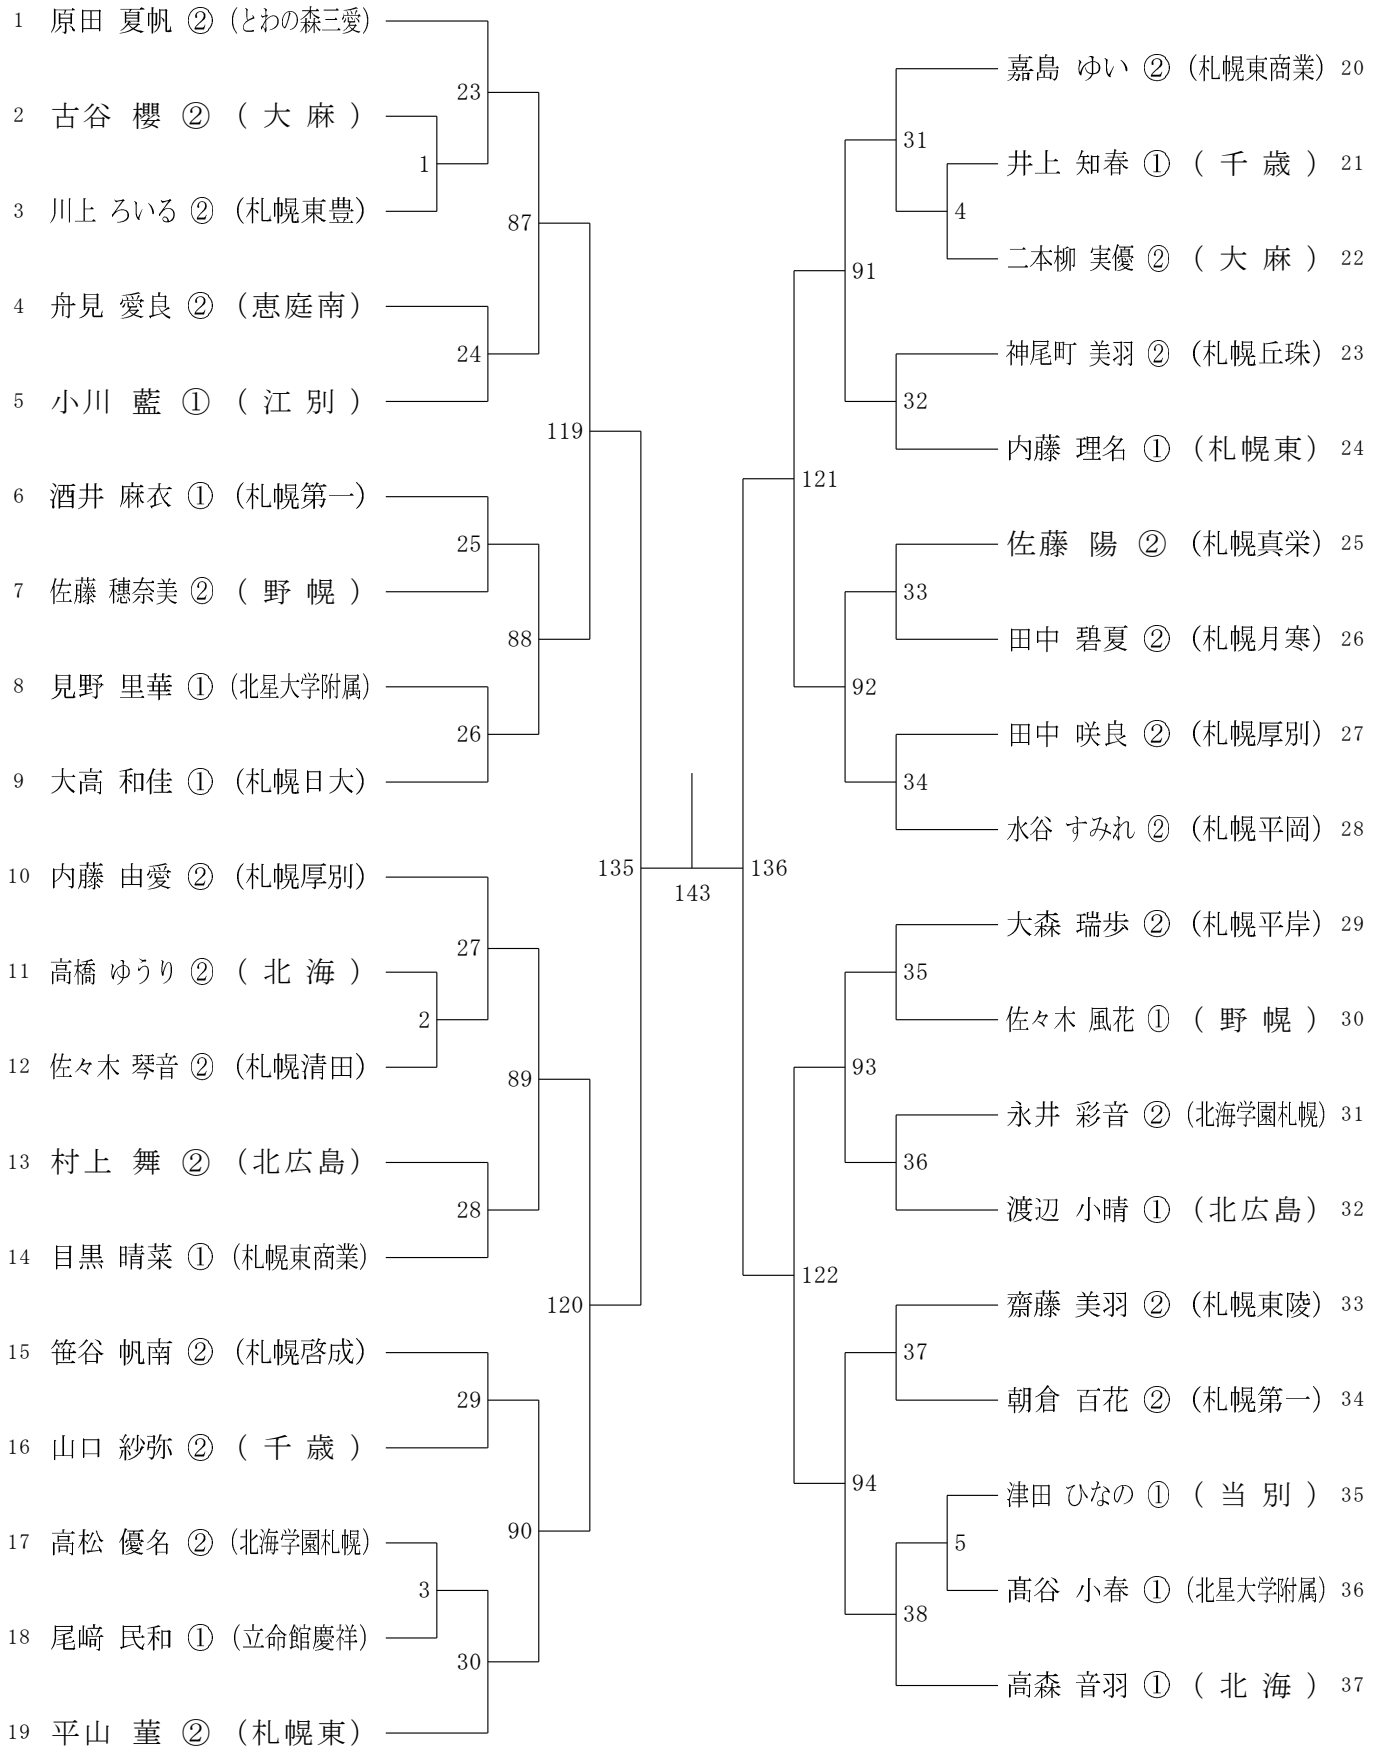 1 原田 夏帆 ② (とわの森三愛)
2 古谷 櫻 ② ( 大 麻 )
3 川上 ろいる ② (札幌東豊)
4 舟見 愛良 ② (恵庭南)
5 小川 藍 ① ( 江 別 )
6 酒井 麻衣 ① (札幌第一)
7 佐藤 穂奈美 ② ( 野 幌 )
8 見野 里華 ① (北星大学附属)
9 大高 和佳 ① (札幌日大)
10 内藤 由愛 ② (札幌厚別)
11 高橋 ゆうり ② ( 北 海 )
12 佐々木 琴音 ② (札幌清田)
13 村上 舞 ② (北広島)
14 目黒 晴菜 ① (札幌東商業)
15 笹谷 帆南 ② (札幌啓成)
16 山口 紗弥 ② ( 千 歳 )
17 高松 優名 ② (北海学園札幌)
18 尾﨑 民和 ① (立命館慶祥)
19 平山 菫 ② (札幌東)
1
2
3
23
24
25
26
27
28
29
30
87
88
89
90
119
120
135
143
136
121
122
91
92
93
94
31
32
33
34
35
36
37
38
4
5
嘉島 ゆい ② (札幌東商業) 20
井上 知春 ① ( 千 歳 ) 21
二本柳 実優 ② ( 大 麻 ) 22
神尾町 美羽 ② (札幌丘珠) 23
内藤 理名 ① (札幌東) 24
佐藤 陽 ② (札幌真栄) 25
田中 碧夏 ② (札幌月寒) 26
田中 咲良 ② (札幌厚別) 27
水谷 すみれ ② (札幌平岡) 28
大森 瑞歩 ② (札幌平岸) 29
佐々木 風花 ① ( 野 幌 ) 30
永井 彩音 ② (北海学園札幌) 31
渡辺 小晴 ① (北広島) 32
齋藤 美羽 ② (札幌東陵) 33
朝倉 百花 ② (札幌第一) 34
津田 ひなの ① ( 当 別 ) 35
髙谷 小春 ① (北星大学附属) 36
高森 音羽 ① ( 北 海 ) 37